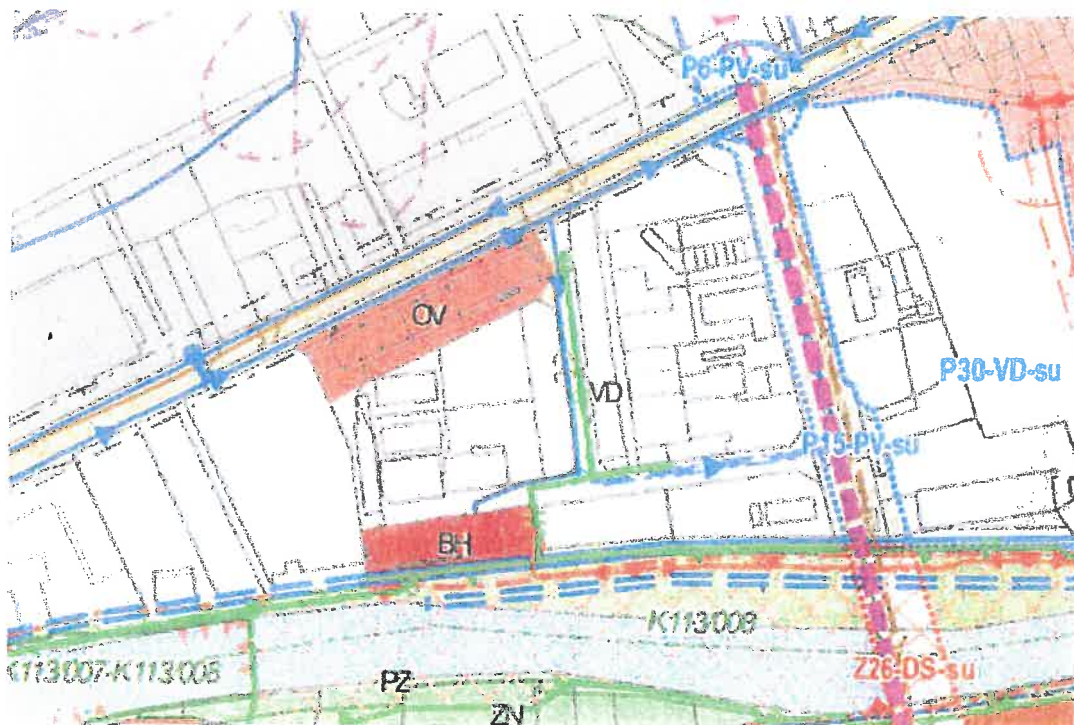 P6-PV-su
OV
P30-VD-su
VD
P15-PV-su
BH
K113008
K113007-K113006
Z26-DS-su
PZ
ZN